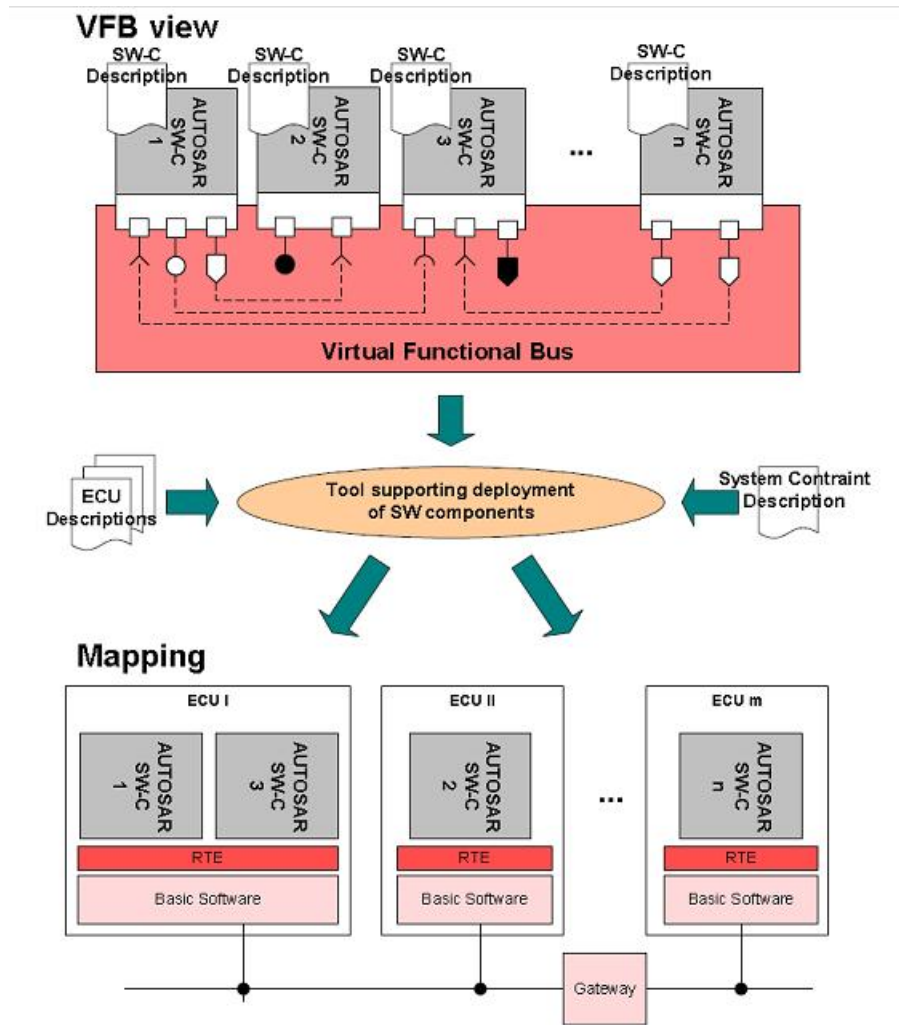 VFB view
SW-C
Description
SW-C
Description
SW-C
Description
SW-C
Description
AUTOSAR
SW-C
1
AUTOSAR
SW-C
2
AUTOSAR
SW-C
3
...
AUTOSAR
SW-C
n
Virtual Functional Bus
ECU
Descriptions
Tool supporting deployment
of SW components
System Contraint
Description
Mapping
ECU I
AUTOSAR
SW-C
1
AUTOSAR
SW-C
3
RTE
Basic Software
ECU II
AUTOSAR
SW-C
2
RTE
Basic Software
...
ECU m
AUTOSAR
SW-C
n
RTE
Basic Software
Gateway